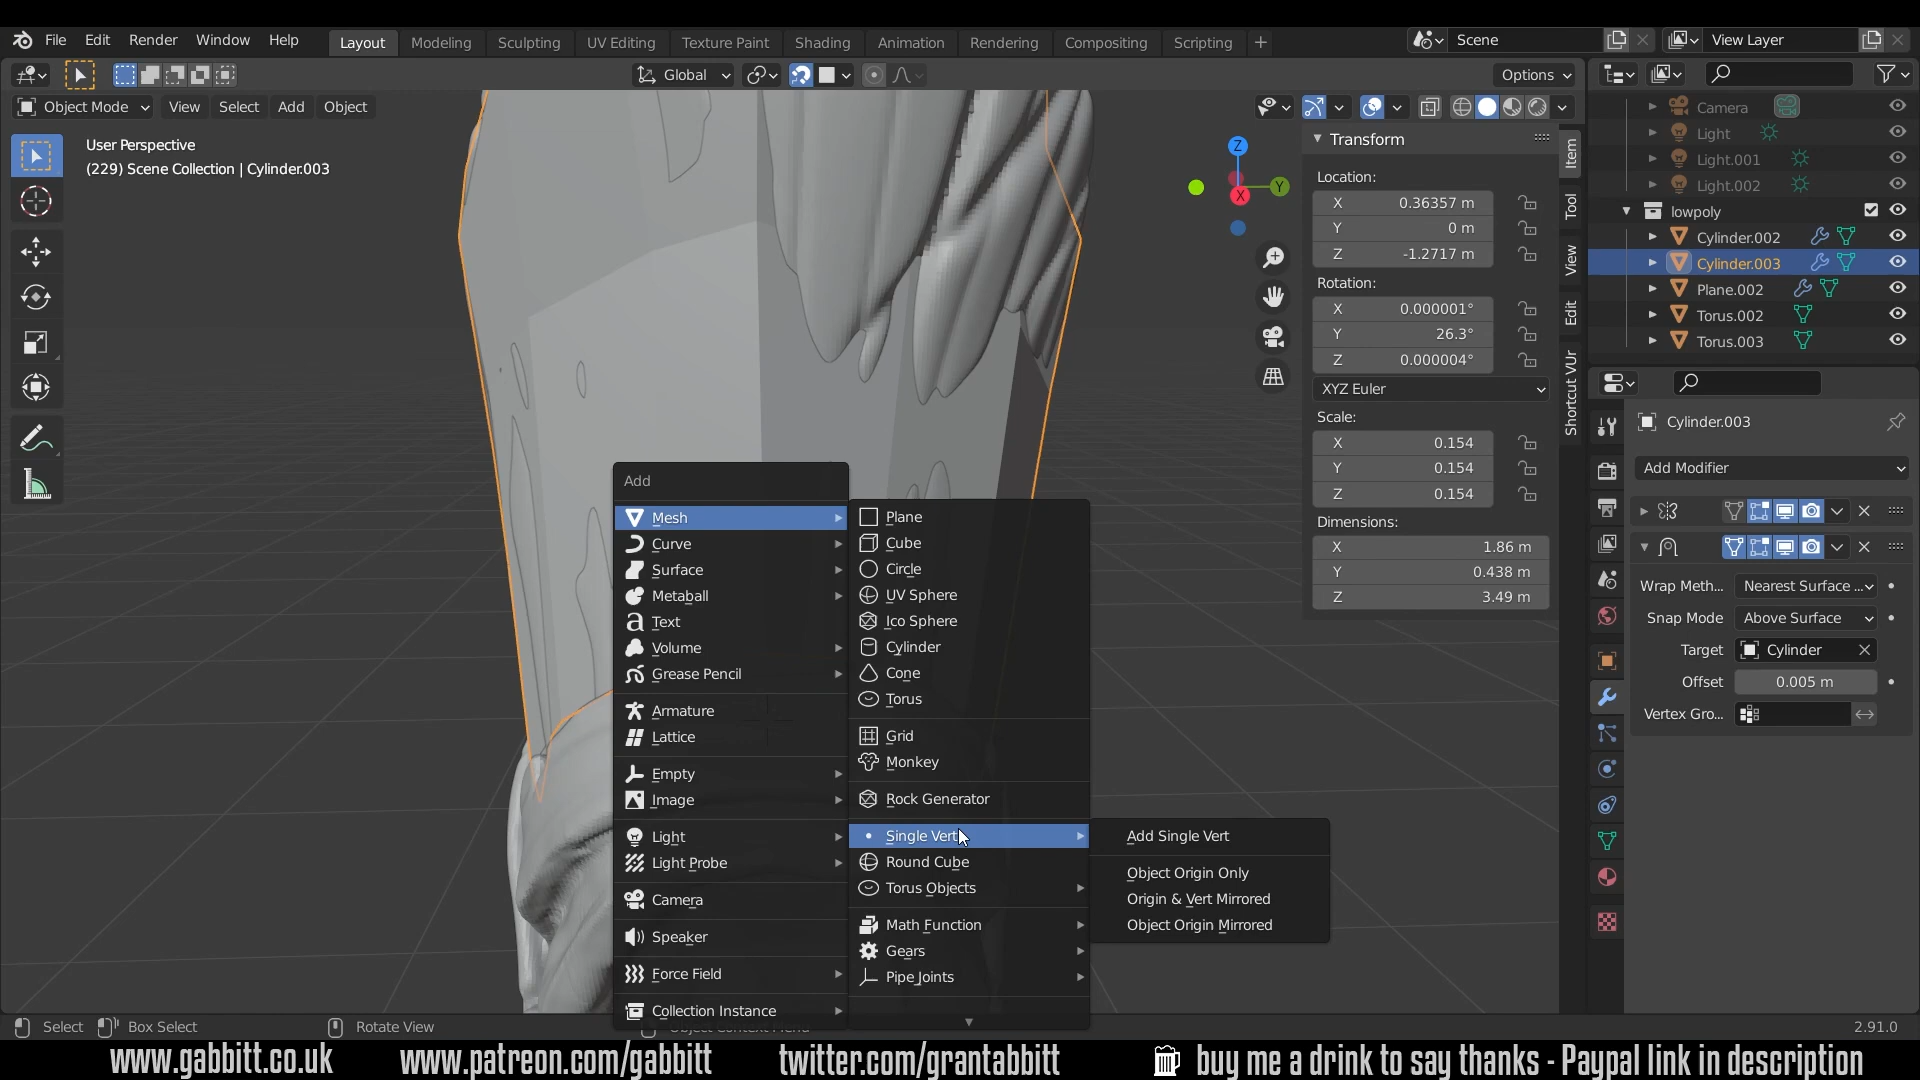 File Edit Render Window Help Layout Modeling Sculpting UV Editing Texture Paint Shading Animation Rendering Compositing Scripting + Scene View Layer
Global Options
Object Mode View Select Add Object
User Perspective
(229) Scene Collection | Cylinder.003
Z
Y
X
Transform
Location:
X 0.36357 m
Y 0 m
Z -1.2717 m
Rotation:
X 0.000001°
Y 26.3°
Z 0.000004°
XYZ Euler
Scale:
X 0.154
Y 0.154
Z 0.154
Dimensions:
X 1.86 m
Y 0.438 m
Z 3.49 m
Item
Tool
View
Edit
Shortcut VUr
Camera
Light
Light.001
Light.002
lowpoly
Cylinder.002
Cylinder.003
Plane.002
Torus.002
Torus.003
Cylinder.003
Add Modifier
Wrap Meth... Nearest Surface ...
Snap Mode Above Surface
Target Cylinder
Offset 0.005 m
Vertex Gro...
Add
Mesh
Curve
Surface
Metaball
Text
Volume
Grease Pencil
Armature
Lattice
Empty
Image
Light
Light Probe
Camera
Speaker
Force Field
Collection Instance
Plane
Cube
Circle
UV Sphere
Ico Sphere
Cylinder
Cone
Torus
Grid
Monkey
Rock Generator
Single Vert
Round Cube
Torus Objects
Math Function
Gears
Pipe Joints
Add Single Vert
Object Origin Only
Origin & Vert Mirrored
Object Origin Mirrored
Select Box Select Rotate View Object Context Menu 2.91.0
www.gabbitt.co.uk www.patreon.com/gabbitt twitter.com/grantabbitt buy me a drink to say thanks - Paypal link in description